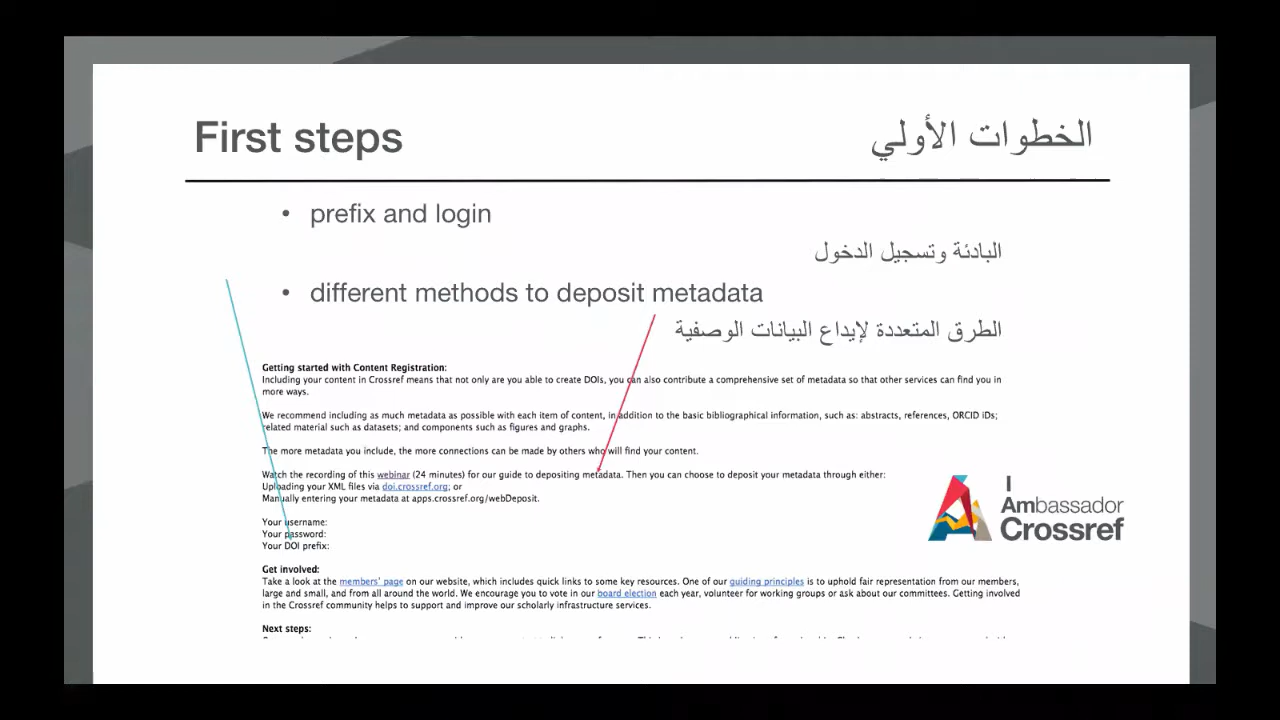 First steps
الخطوات الأولي
• prefix and login
البادئة وتسجيل الدخول
• different methods to deposit metadata
الطرق المتعددة لإيداع البيانات الوصفية
Getting started with Content Registration:
Including your content in Crossref means that not only are you able to create DOIs, you can also contribute a comprehensive set of metadata so that other services can find you in
more ways.
We recommend including as much metadata as possible with each item of content, in addition to the basic bibliographical information, such as: abstracts, references, ORCID iDs;
related material such as datasets; and components such as figures and graphs.
The more metadata you include, the more connections can be made by others who will find your content.
Watch the recording of this webinar (24 minutes) for our guide to depositing metadata. Then you can choose to deposit your metadata through either:
Uploading your XML files via doi.crossref.org; or
Manually entering your metadata at apps.crossref.org/webDeposit.
Your username:
Your password:
Your DOI prefix:
I
Ambassador
Crossref
Get involved:
Take a look at the members' page on our website, which includes quick links to some key resources. One of our guiding principles is to uphold fair representation from our members,
large and small, and from all around the world. We encourage you to vote in our board election each year, volunteer for working groups or ask about our committees. Getting involved
in the Crossref community helps to support and improve our scholarly infrastructure services.
Next steps: